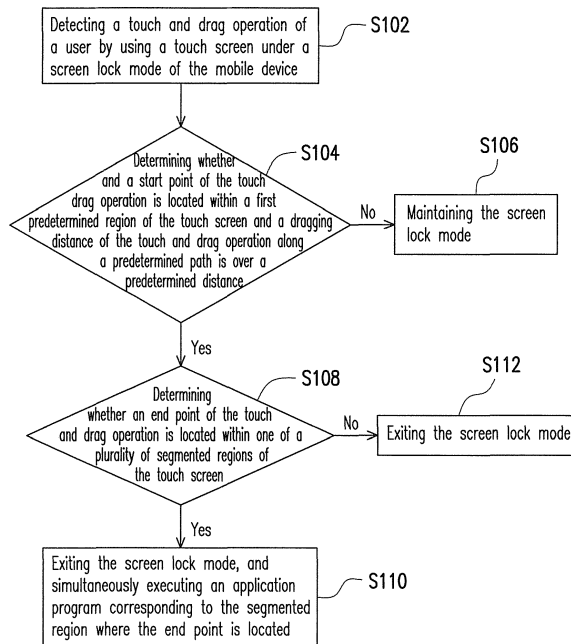 Detecting a touch and drag operation
of a user by using a touch screen under a
screen lock mode of the mobile device
S102
Determining whether
and a start point of the touch
drag operation is located within a first
predetermined region of the touch screen and a dragging
distance of the touch and drag operation along
a predetermined path is over a
predetermined distance
S104
No
Maintaining the screen
lock mode
S106
Yes
Determining
whether an end point of the touch
and drag operation is located within one of a
plurality of segmented regions of
the touch screen
S108
No
Exiting the screen lock mode
S112
Yes
Exiting the screen lock mode, and
simultaneously executing an application
program corresponding to the segmented
region where the end point is located
S110